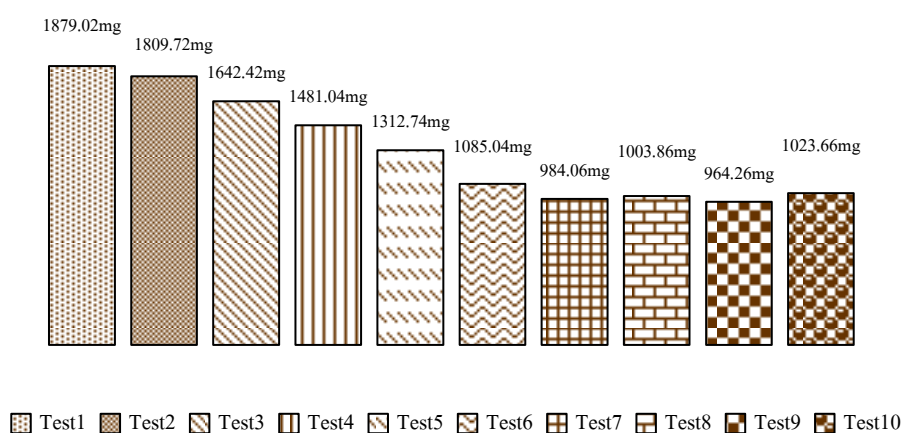 1879.02mg
1809.72mg
1642.42mg
1481.04mg
1312.74mg
1085.04mg
984.06mg
1003.86mg
964.26mg
1023.66mg
Test1 Test2 Test3 Test4 Test5 Test6 Test7 Test8 Test9 Test10